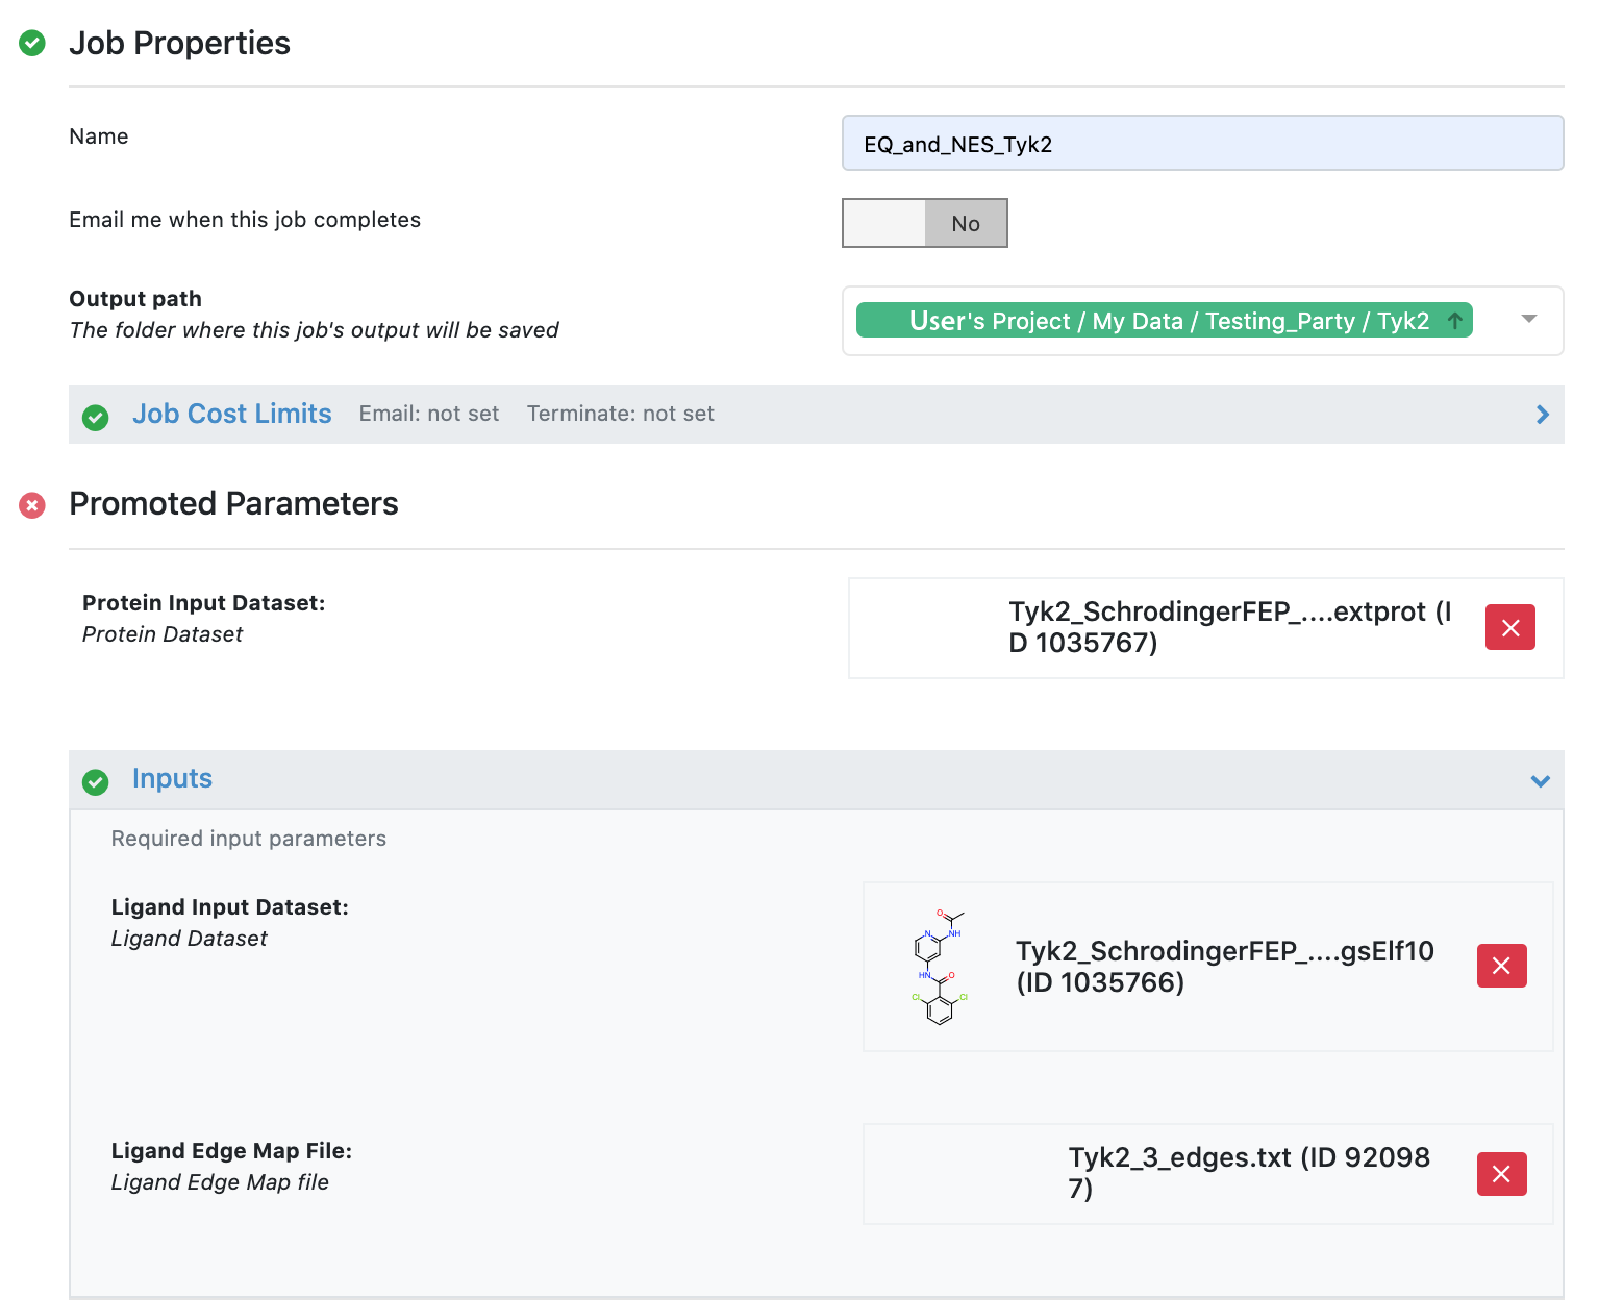 Job Properties
Name
EQ_and_NES_Tyk2
Email me when this job completes
No
Output path
The folder where this job's output will be saved
User's Project / My Data / Testing_Party / Tyk2
Job Cost Limits Email: not set Terminate: not set
Promoted Parameters
Protein Input Dataset:
Protein Dataset
Tyk2_SchrodingerFEP_....extprot (I
D 1035767)
Inputs
Required input parameters
Ligand Input Dataset:
Ligand Dataset
O
N
NH
HN
O
Cl
Cl
Tyk2_SchrodingerFEP_....gsElf10
(ID 1035766)
Ligand Edge Map File:
Ligand Edge Map file
Tyk2_3_edges.txt (ID 92098
7)